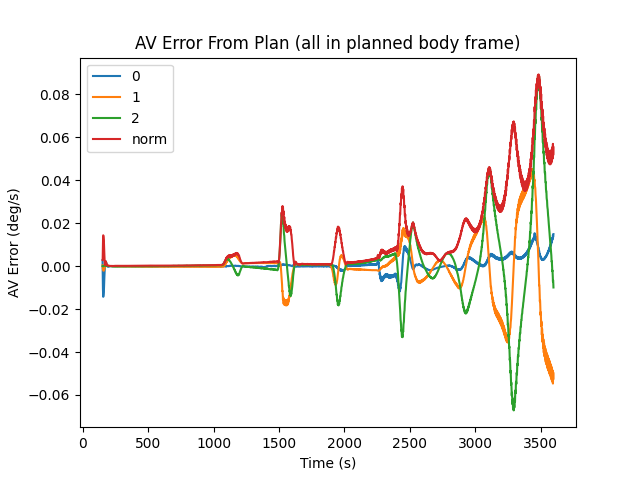 AV Error From Plan (all in planned body frame)
0
1
2
norm
0.08
0.06
0.04
0.02
0.00
−0.02
−0.04
−0.06
AV Error (deg/s)
0 500 1000 1500 2000 2500 3000 3500
Time (s)